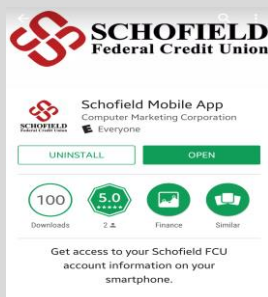 SCHOFIELD
Federal Credit Union
Schofield Mobile App
Computer Marketing Corporation
E Everyone
SCHOFIELD
Federal Credit Union
UNINSTALL
OPEN
100
5.0
Downloads
2
Finance
Similar
Get access to your Schofield FCU
account information on your
smartphone.